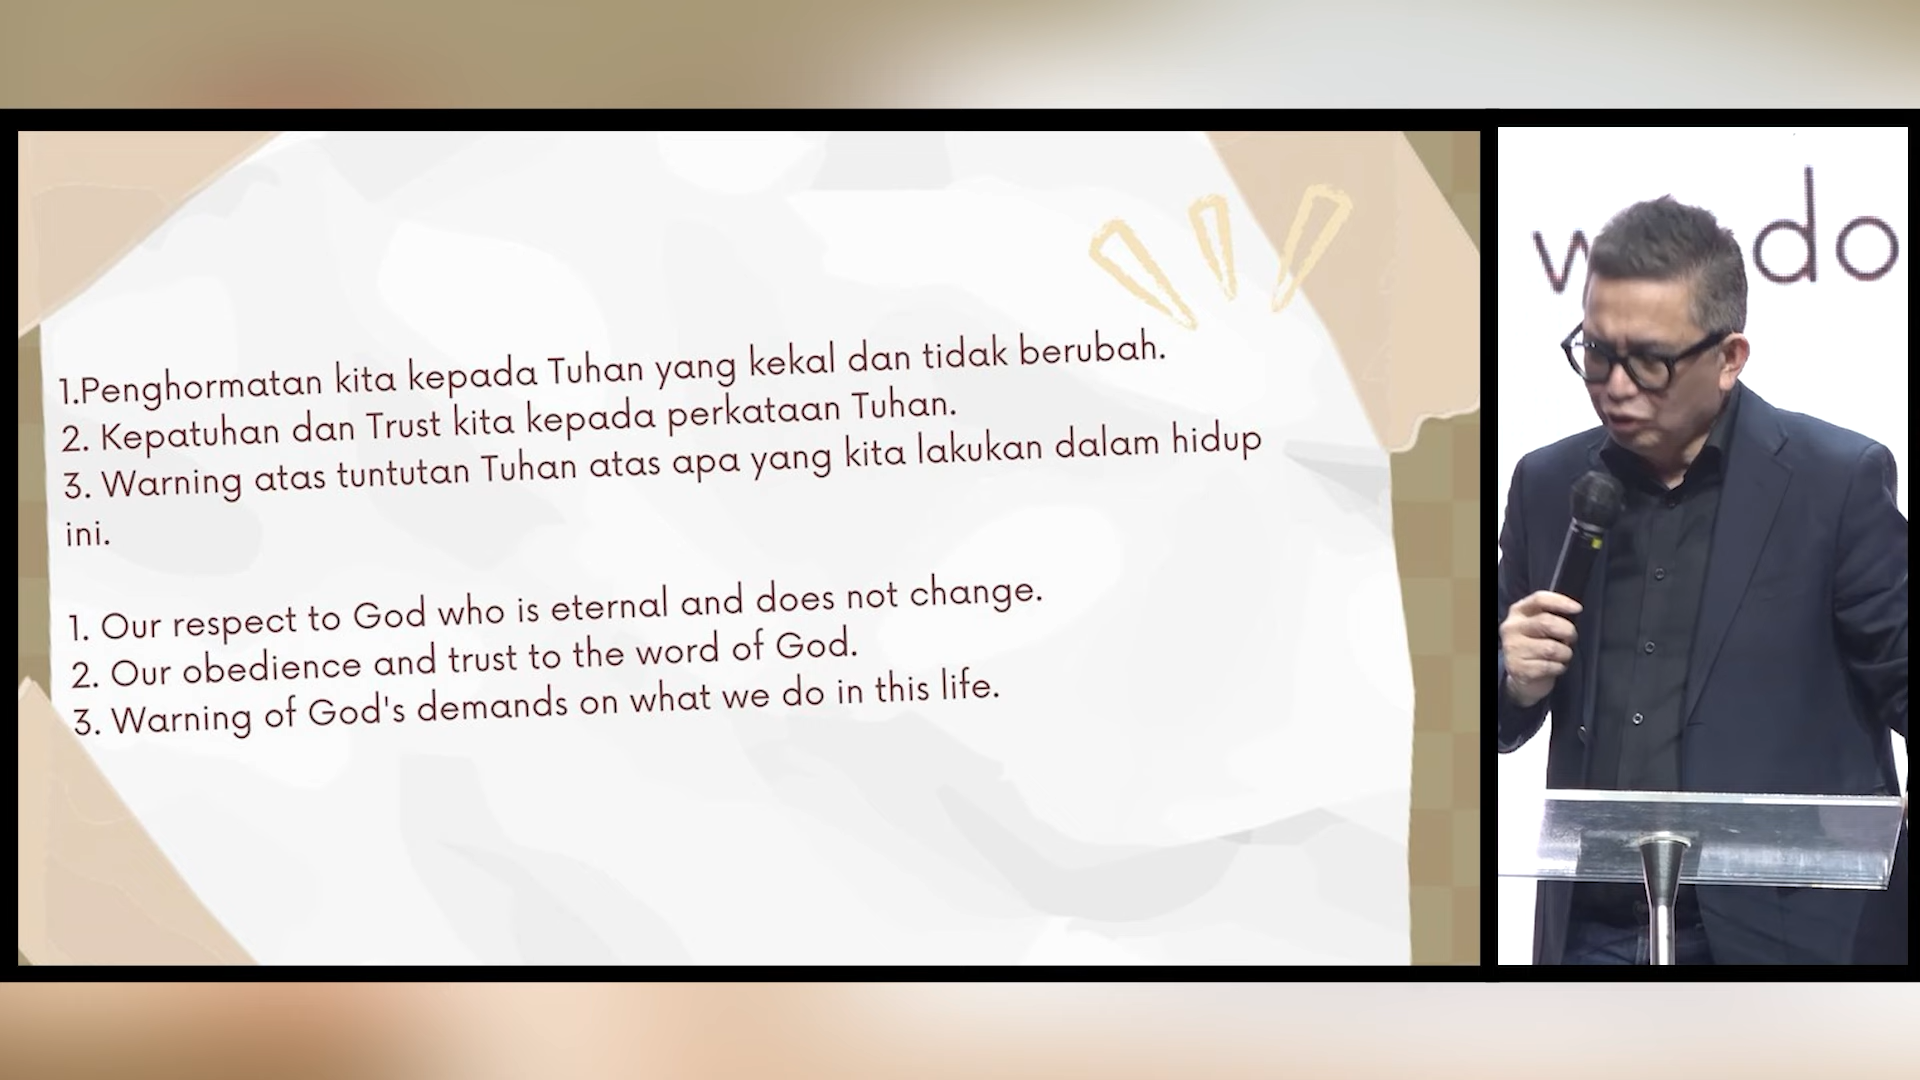 1.Penghormatan kita kepada Tuhan yang kekal dan tidak berubah.
2. Kepatuhan dan Trust kita kepada perkataan Tuhan.
3. Warning atas tuntutan Tuhan atas apa yang kita lakukan dalam hidup
ini.
1. Our respect to God who is eternal and does not change.
2. Our obedience and trust to the word of God.
3. Warning of God's demands on what we do in this life.
do